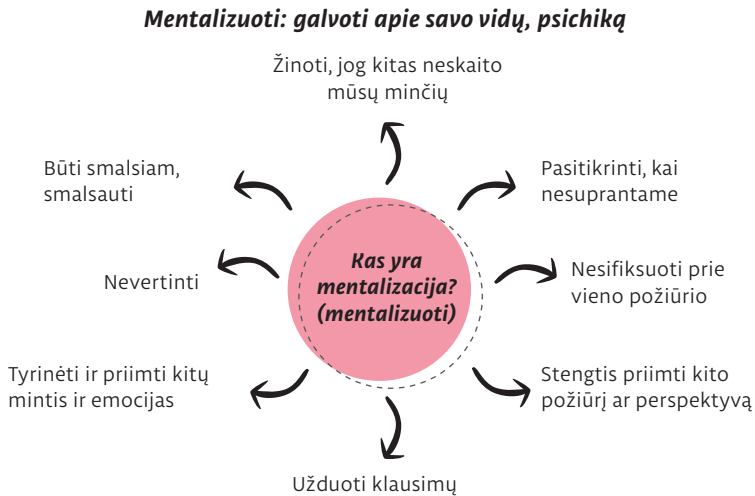 Mentalizuoti: galvoti apie savo vidų, psichiką
Žinoti, jog kitas neskaito
mūsų minčių
Būti smalsiam,
smalsauti
Pasitikrinti, kai
nesuprantame
Nevertinti
Kas yra
mentalizacija?
(mentalizuoti)
Nesifiksuoti prie
vieno požiūrio
Tyrinėti ir priimti kitų
mintis ir emocijas
Stengtis priimti kito
požiūrį ar perspektyvą
Užduoti klausimų